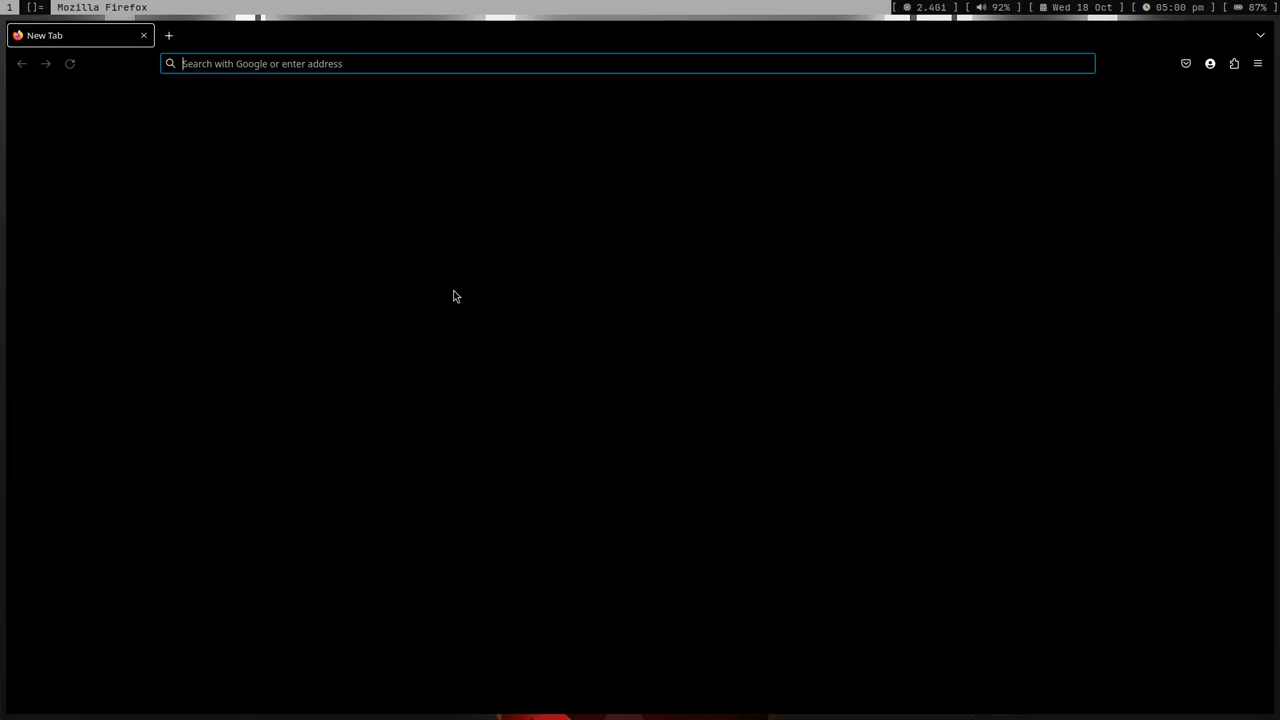 1 []= Mozilla Firefox [ 2.4Gi ] [ 92% ] [ Wed 18 Oct ] [ 05:00 pm ] [ 87% ]
New Tab
Search with Google or enter address